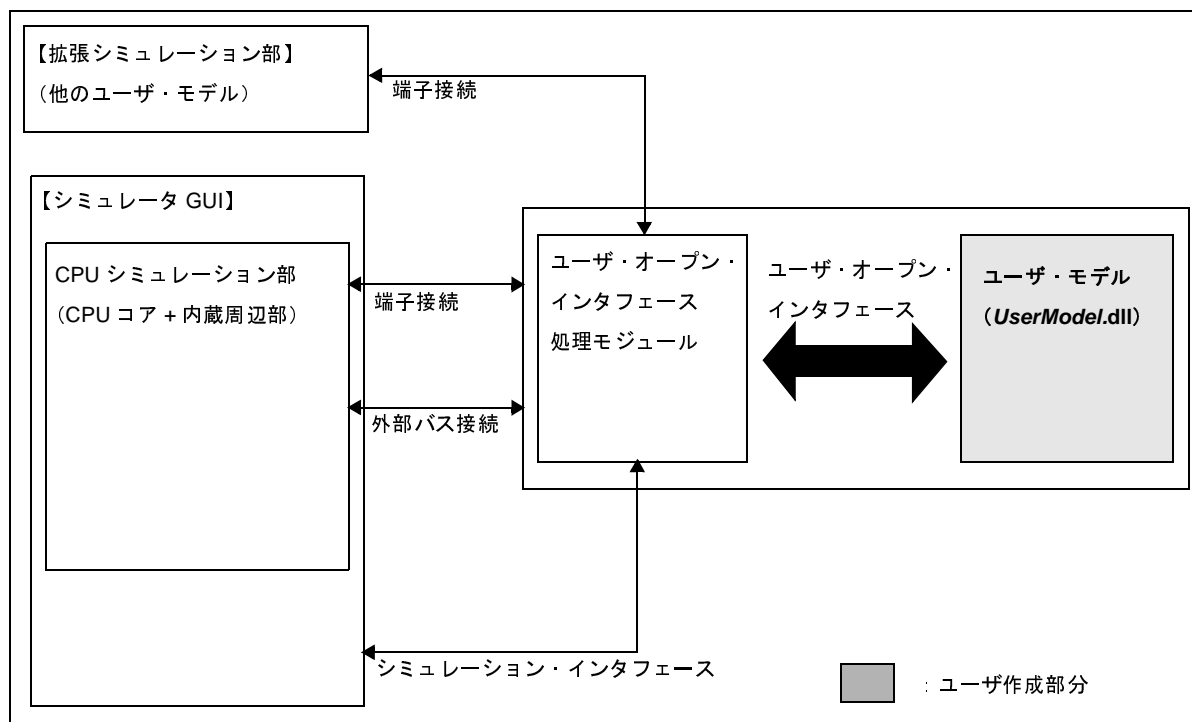 【拡張シミュレーション部】
（他のユーザ・モデル）
端子接続
【シミュレータ GUI】
CPU シミュレーション部
（CPU コア + 内蔵周辺部）
端子接続
外部バス接続
ユーザ・オープン・
インタフェース
処理モジュール
ユーザ・オープン・
インタフェース
ユーザ・モデル
（UserModel.dll）
シミュレーション・インタフェース
: ユーザ作成部分